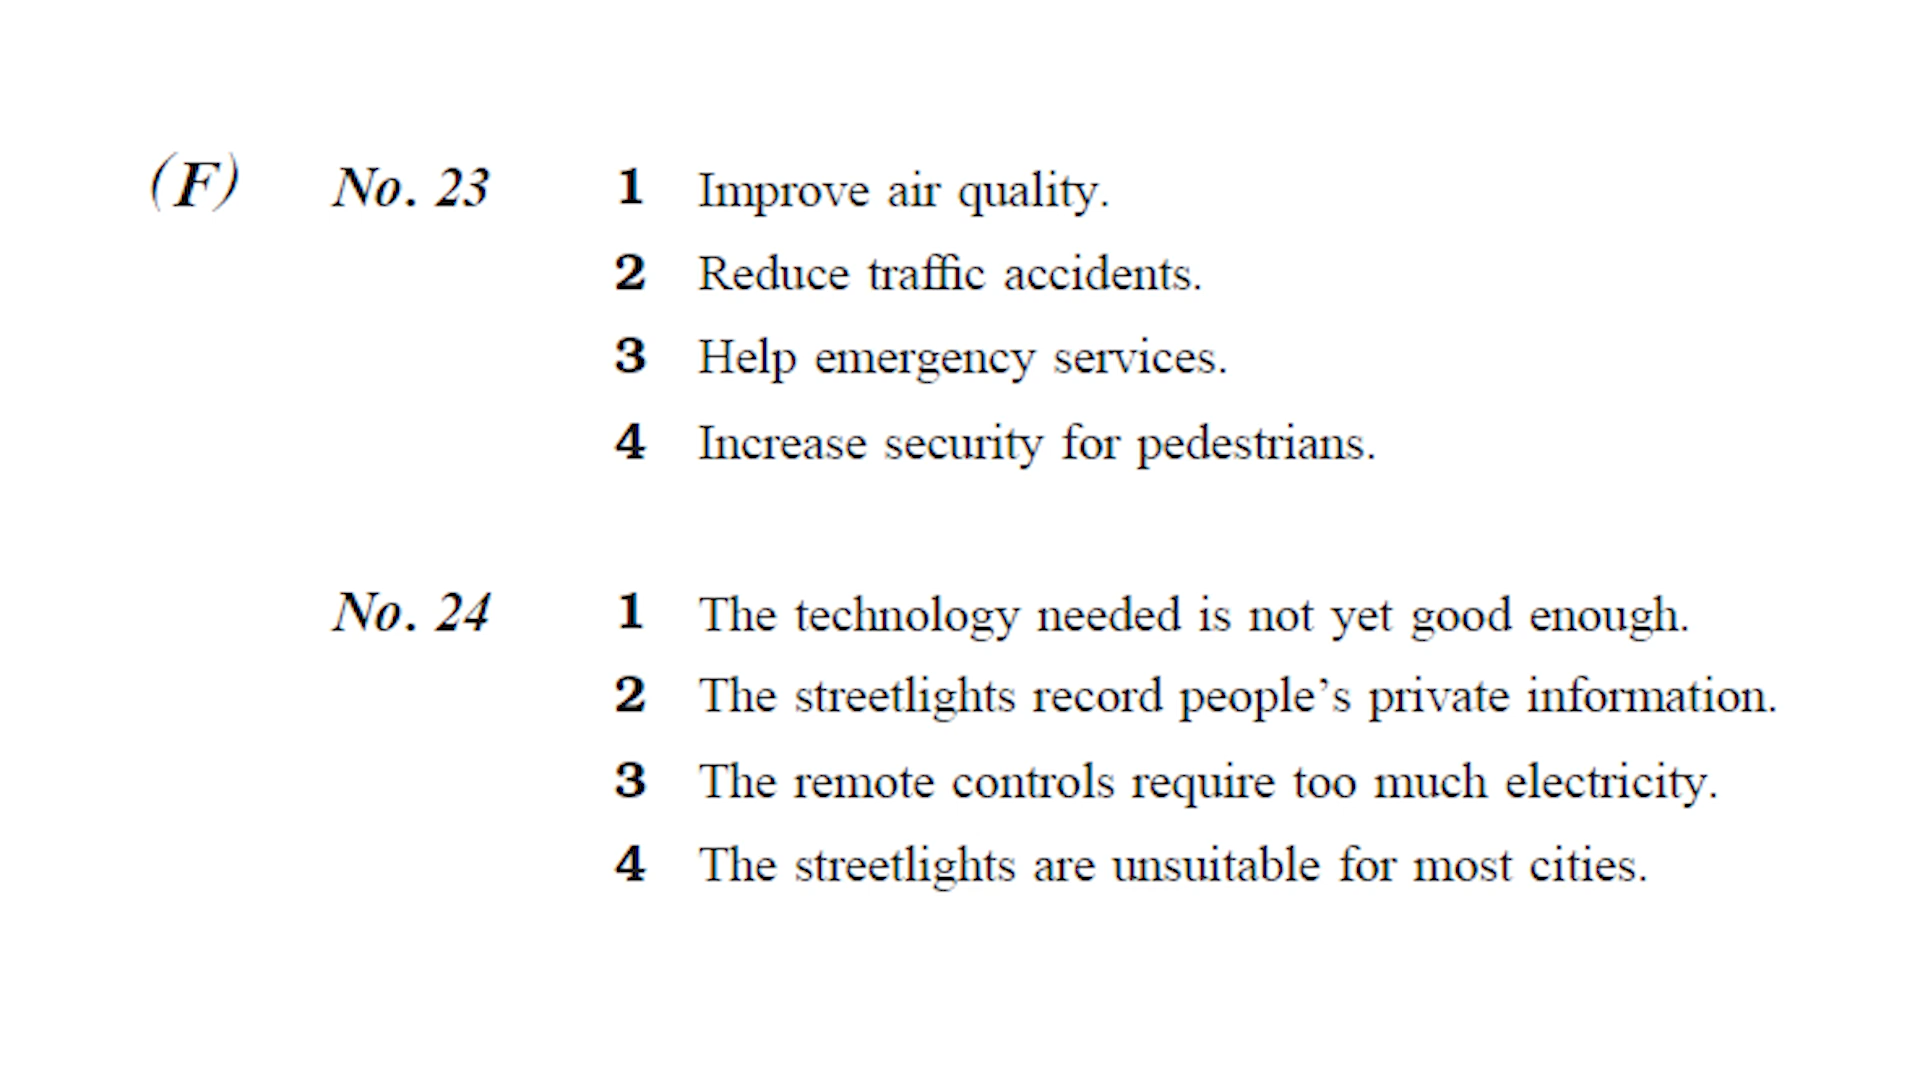 (F) No. 23 1 Improve air quality.
2 Reduce traffic accidents.
3 Help emergency services.
4 Increase security for pedestrians.
No. 24 1 The technology needed is not yet good enough.
2 The streetlights record people’s private information.
3 The remote controls require too much electricity.
4 The streetlights are unsuitable for most cities.